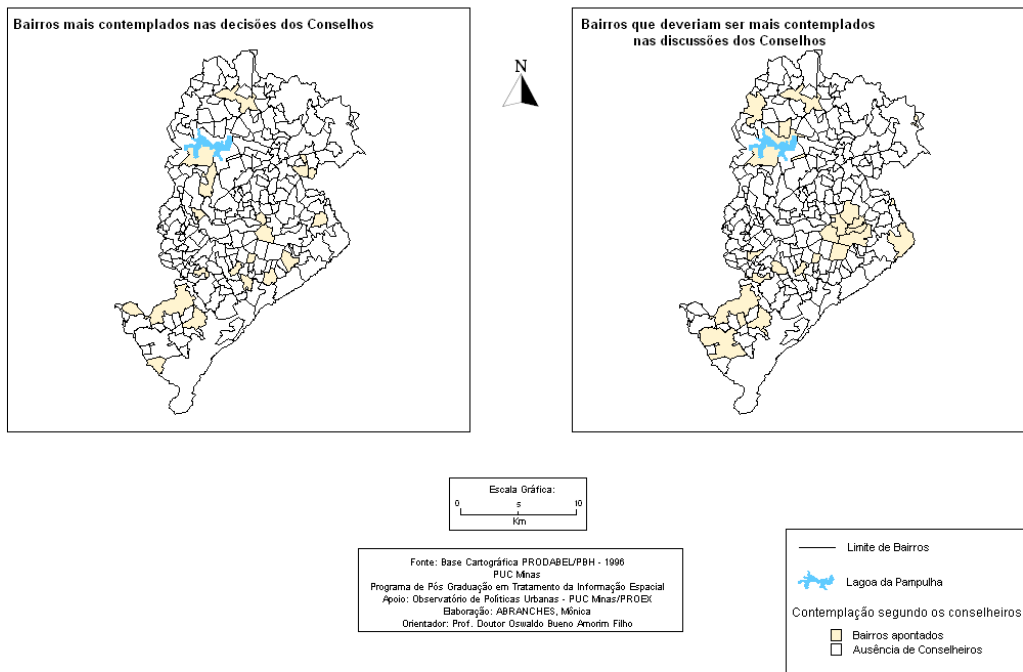 Bairros mais contemplados nas decisões dos Conselhos
Bairros que deveriam ser mais contemplados
nas discussões dos Conselhos
N
Escala Gráfica:
0 5 10
Km
Fonte: Base Cartográfica PRODABEL/PBH - 1996
PUC Minas
Programa de Pós Graduação em Tratamento da Informação Espacial
Apoio: Observatório de Políticas Urbanas - PUC Minas/PROEX
Elaboração: ABRANCHES, Mônica
Orientador: Prof. Doutor Oswaldo Bueno Amorim Filho
Limite de Bairros
Lagoa da Pampulha
Contemplação segundo os conselheiros
Bairros apontados
Ausência de Conselheiros